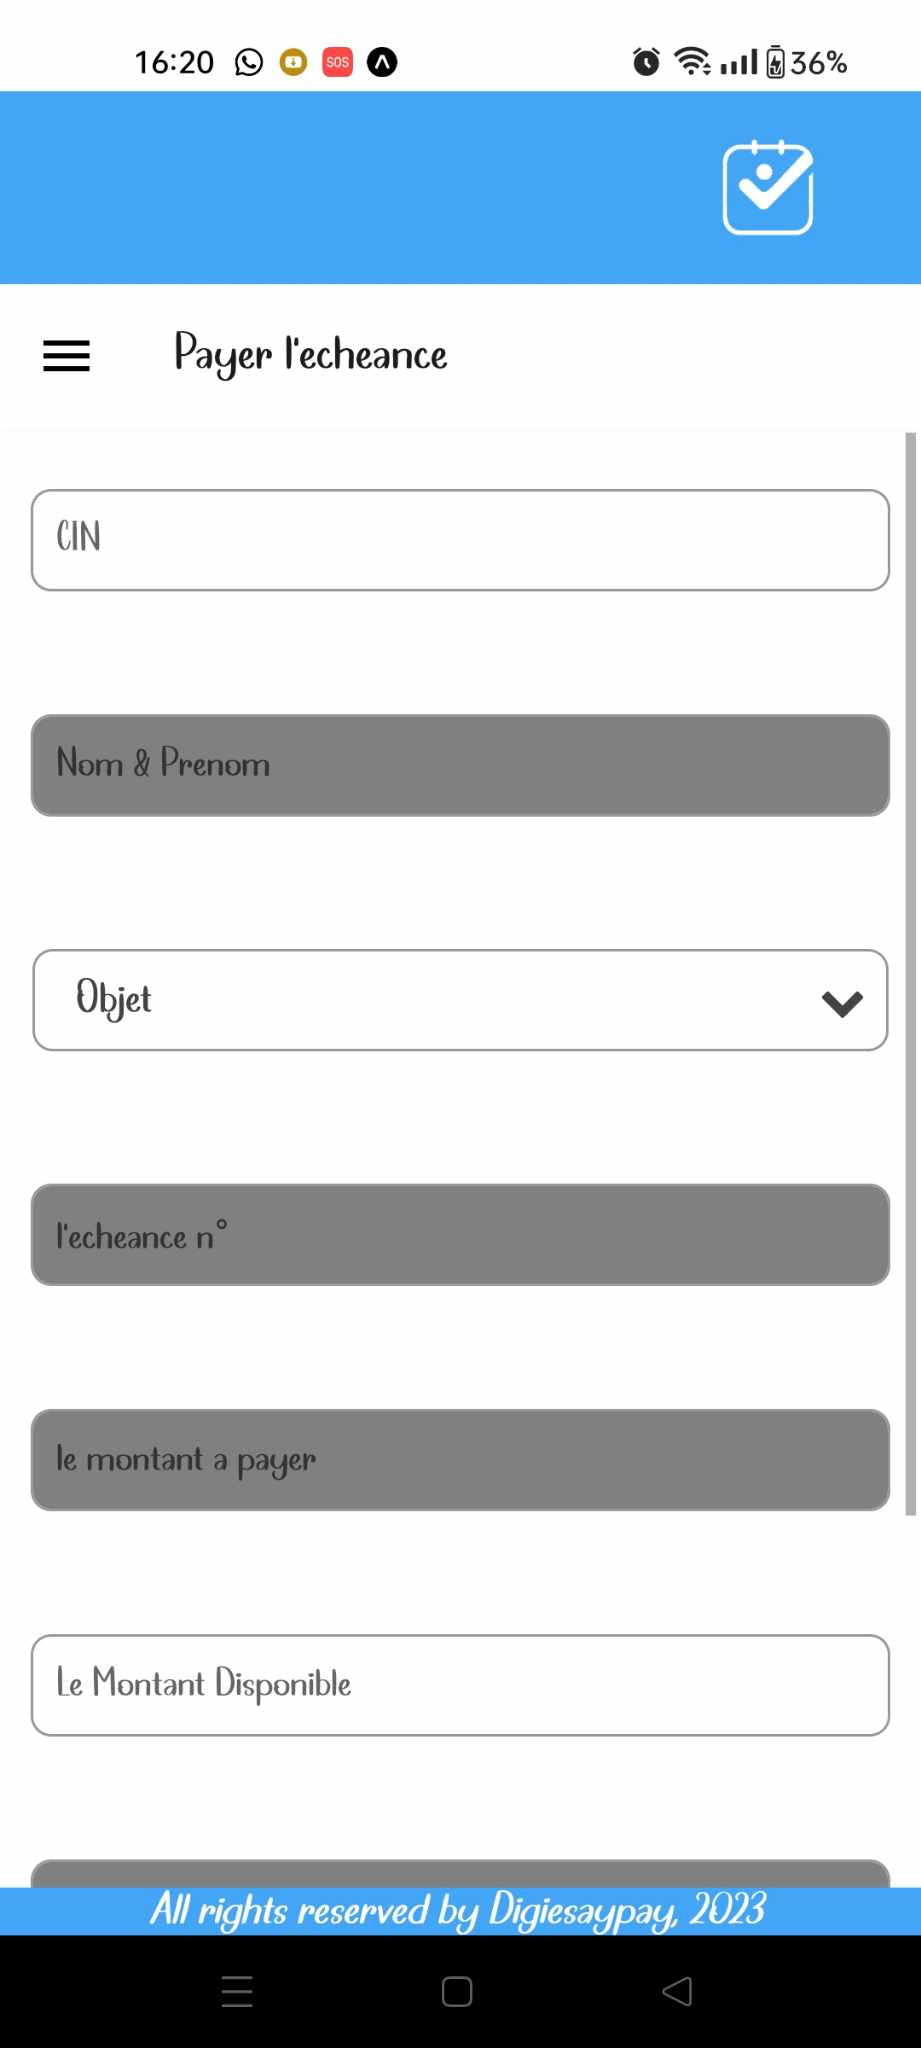 16:20 SOS 36%
Payer l'echeance
CIN
Nom & Prenom
Objet
l'echeance n°
le montant a payer
Le Montant Disponible
All rights reserved by Digiesaypay, 2023